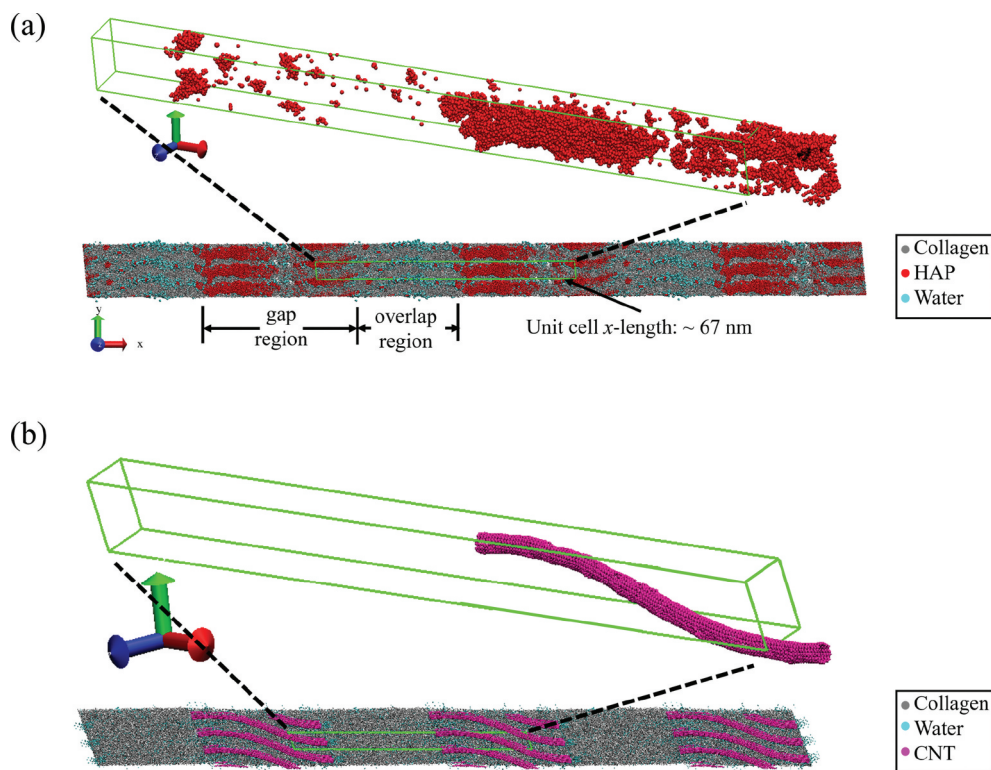 (a)
Collagen
HAP
Water
gap
region
overlap
region
Unit cell x-length: ~ 67 nm
y
z
x
(b)
Collagen
Water
CNT